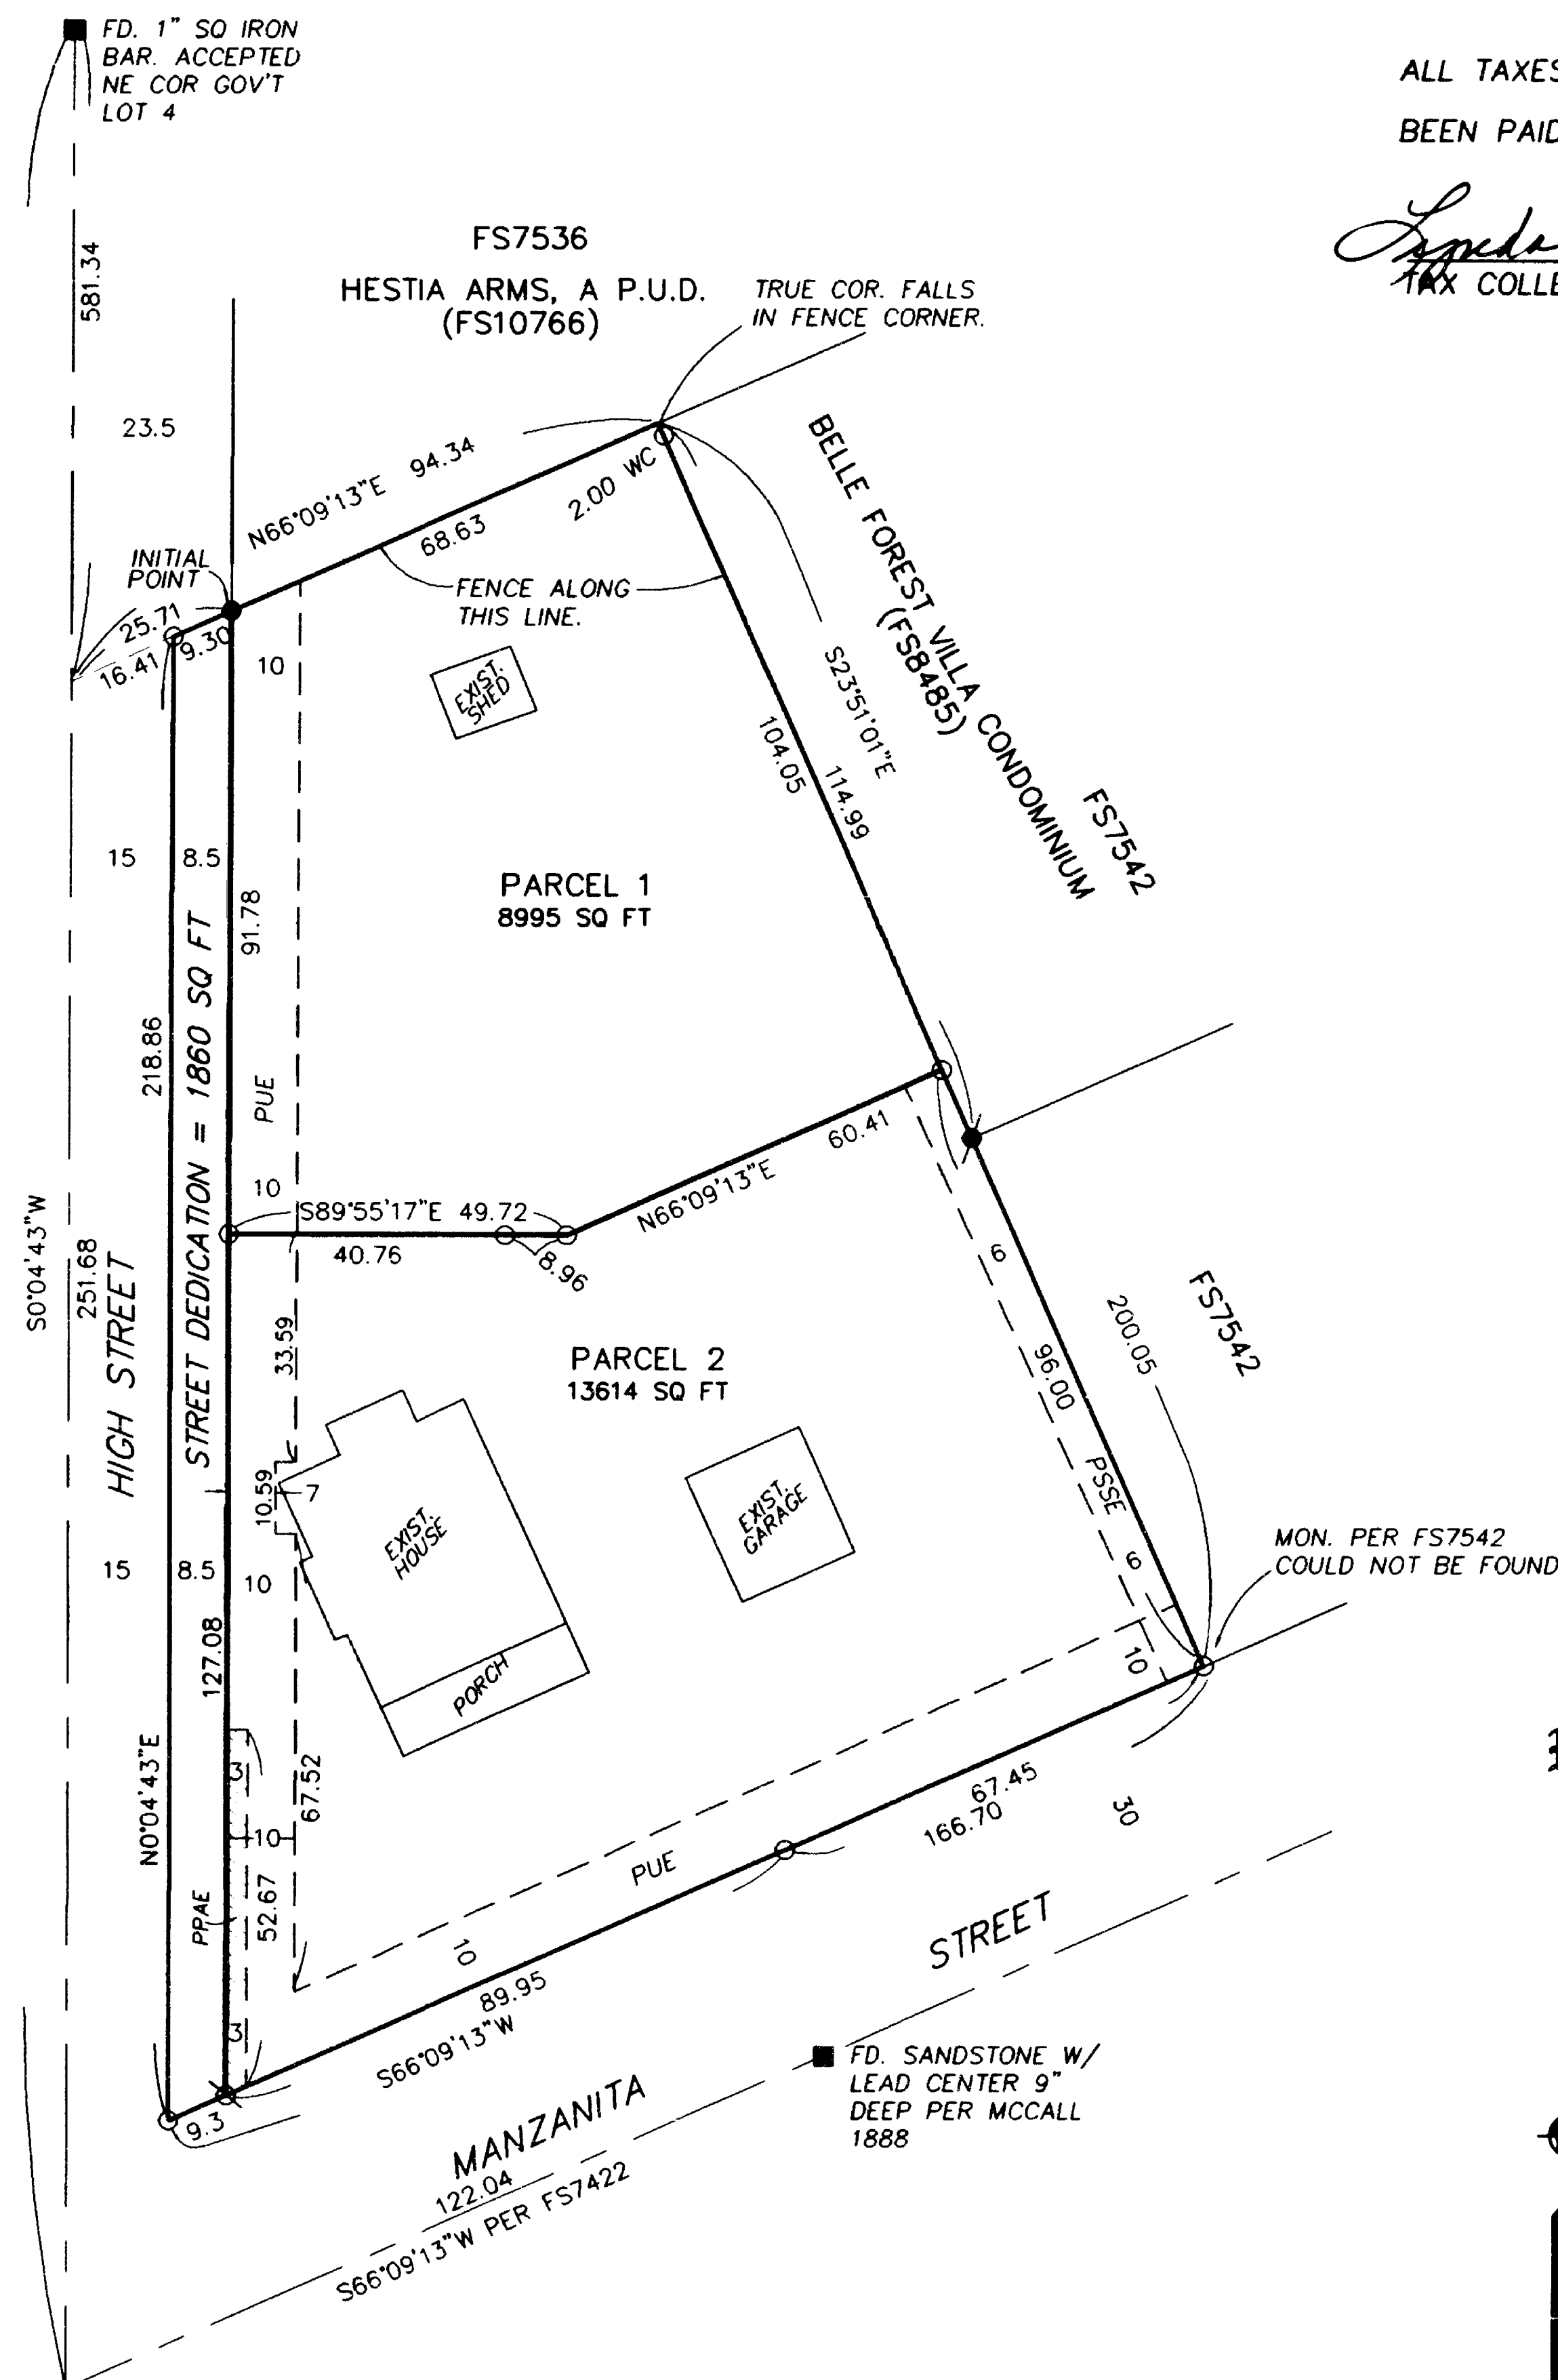 FD. 1" SQ IRON
BAR. ACCEPTED
NE COR GOV'T
LOT 4
ALL TAXES
BEEN PAID
TAX COLLE
581.34
FS7536
HESTIA ARMS, A P.U.D.
(FS10766)
TRUE COR. FALLS
IN FENCE CORNER.
23.5
N66°09'13"E 94.34
68.63
2.00 WC
BELLE FOREST VILLA CONDOMINIUM
(FS8485)
INITIAL
POINT
FENCE ALONG
THIS LINE.
25.71
16.41
9.30
10
EXIST.
SHED
S23°51'01"E
104.05
114.99
FS7542
15
8.5
91.78
PARCEL 1
8995 SQ FT
218.86
STREET DEDICATION = 1860 SQ FT
PUE
10
S89°55'17"E 49.72
40.76
8.96
N66°09'13"E
60.41
S0°04'43"W
251.68
HIGH STREET
33.59
PARCEL 2
13614 SQ FT
6
96.00
200.05
FS7542
10.59
7
EXIST.
HOUSE
EXIST.
GARAGE
PSSE
6
MON. PER FS7542
COULD NOT BE FOUND
15
8.5
10
127.08
PORCH
10
N0°04'43"E
3
67.52
10
67.45
166.70
30
PPAE
52.67
PUE
10
STREET
89.95
S66°09'13"W
3
9.3
FD. SANDSTONE W/
LEAD CENTER 9"
DEEP PER MCCALL
1888
MANZANITA
122.04
S66°09'13"W PER FS7422